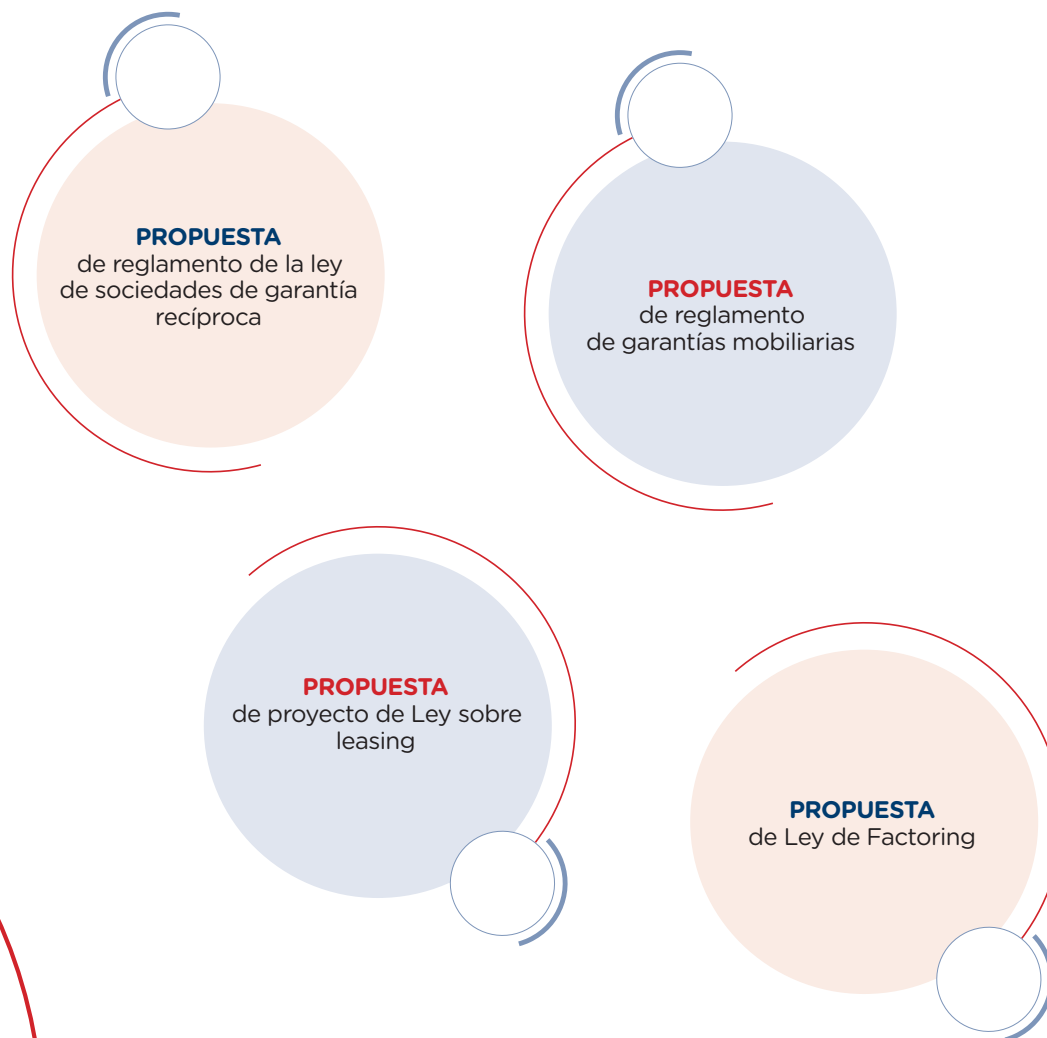 PROPUESTA
de reglamento de la ley
de sociedades de garantía
recíproca
PROPUESTA
de reglamento
de garantías mobiliarias
PROPUESTA
de proyecto de Ley sobre
leasing
PROPUESTA
de Ley de Factoring